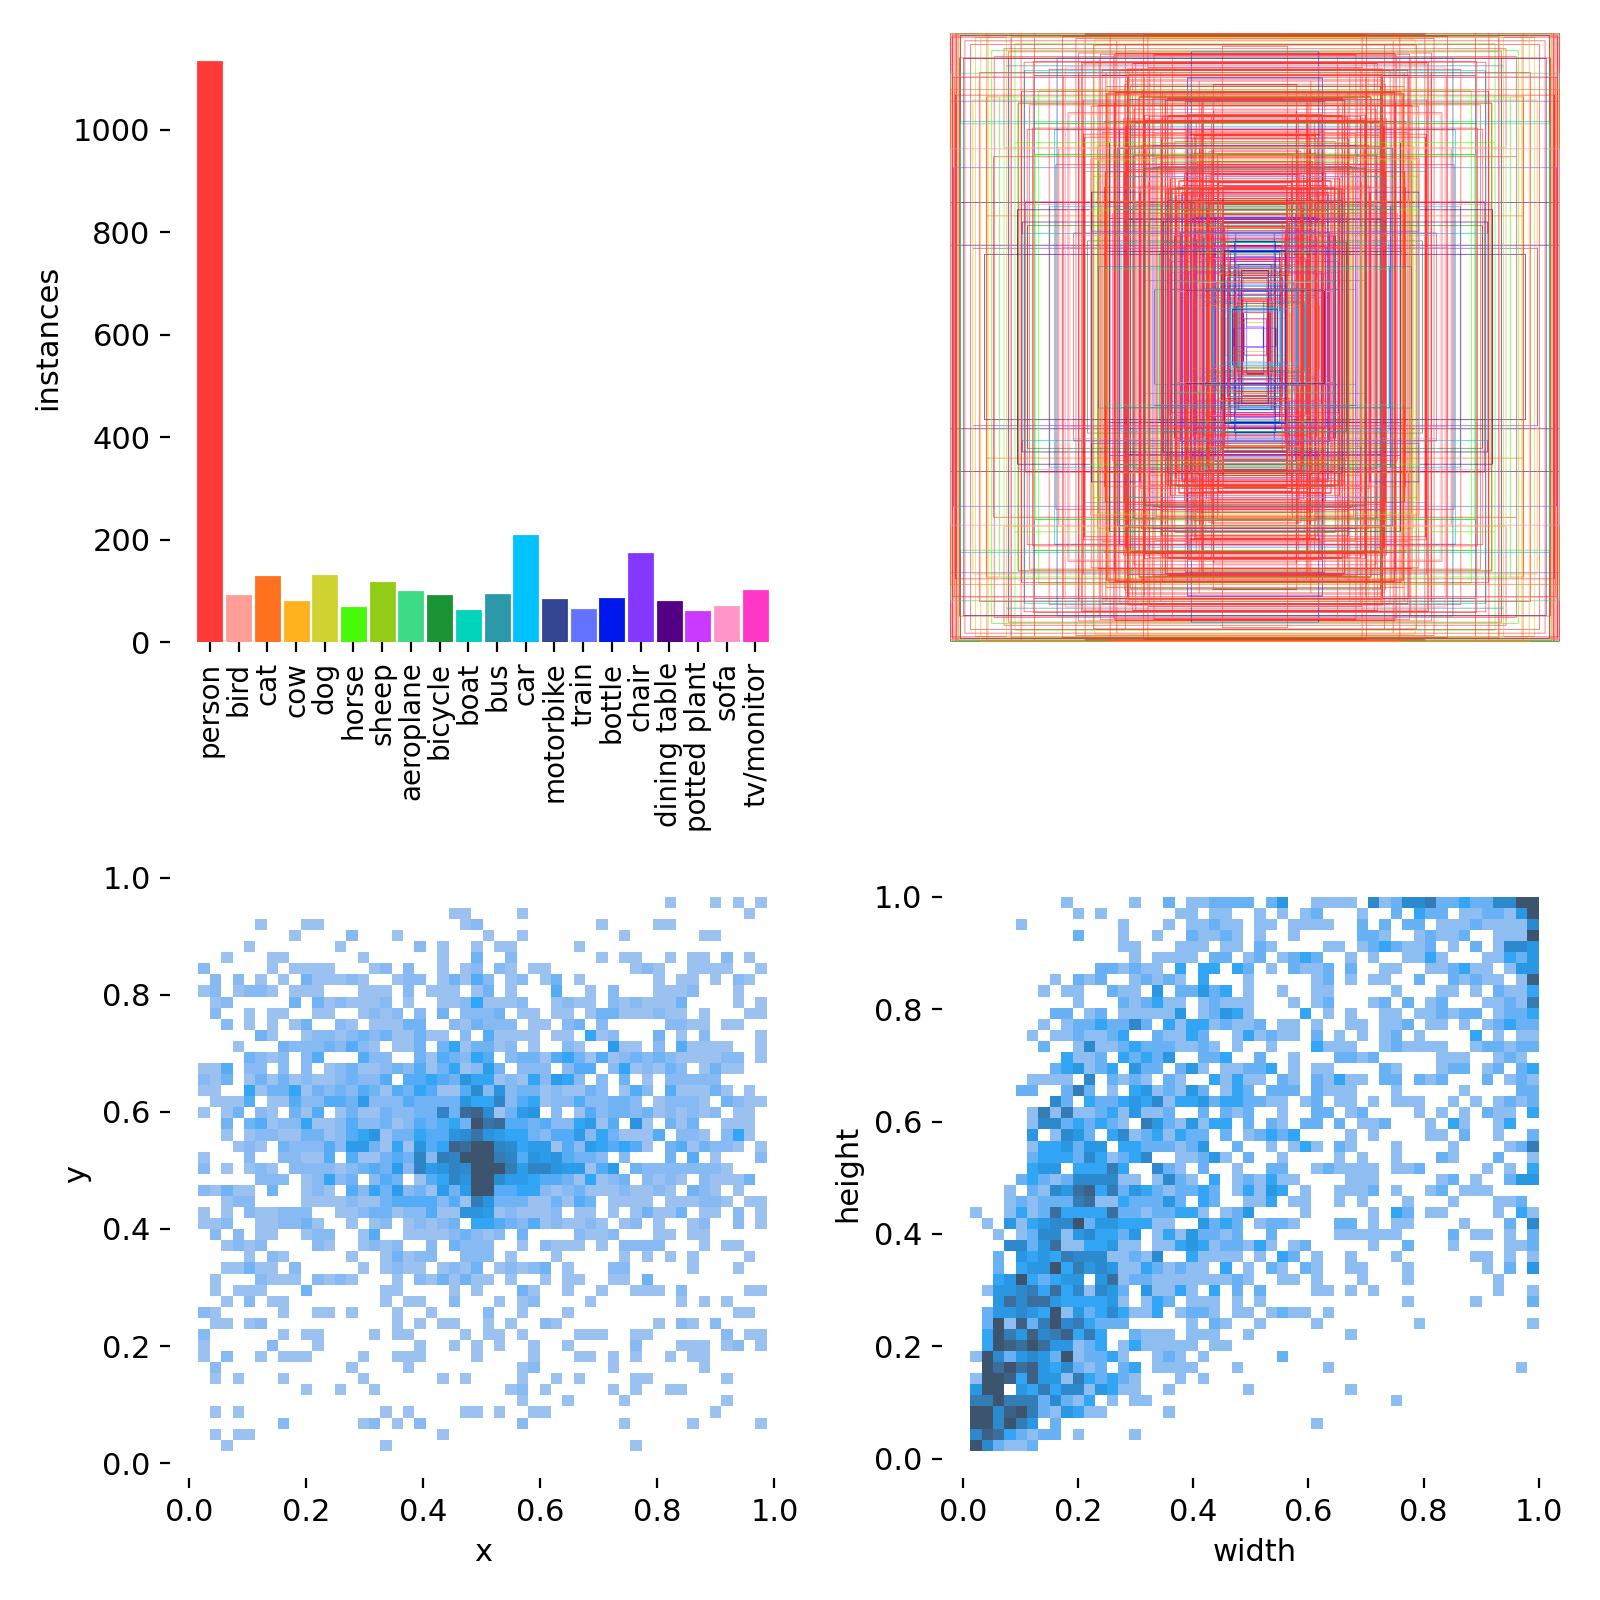 instances
1000
800
600
400
200
0
person
bird
cat
cow
dog
horse
sheep
aeroplane
bicycle
boat
bus
car
motorbike
train
bottle
chair
dining table
potted plant
sofa
tv/monitor
y
1.0
0.8
0.6
0.4
0.2
0.0
0.0 0.2 0.4 0.6 0.8 1.0
x
height
1.0
0.8
0.6
0.4
0.2
0.0
0.0 0.2 0.4 0.6 0.8 1.0
width